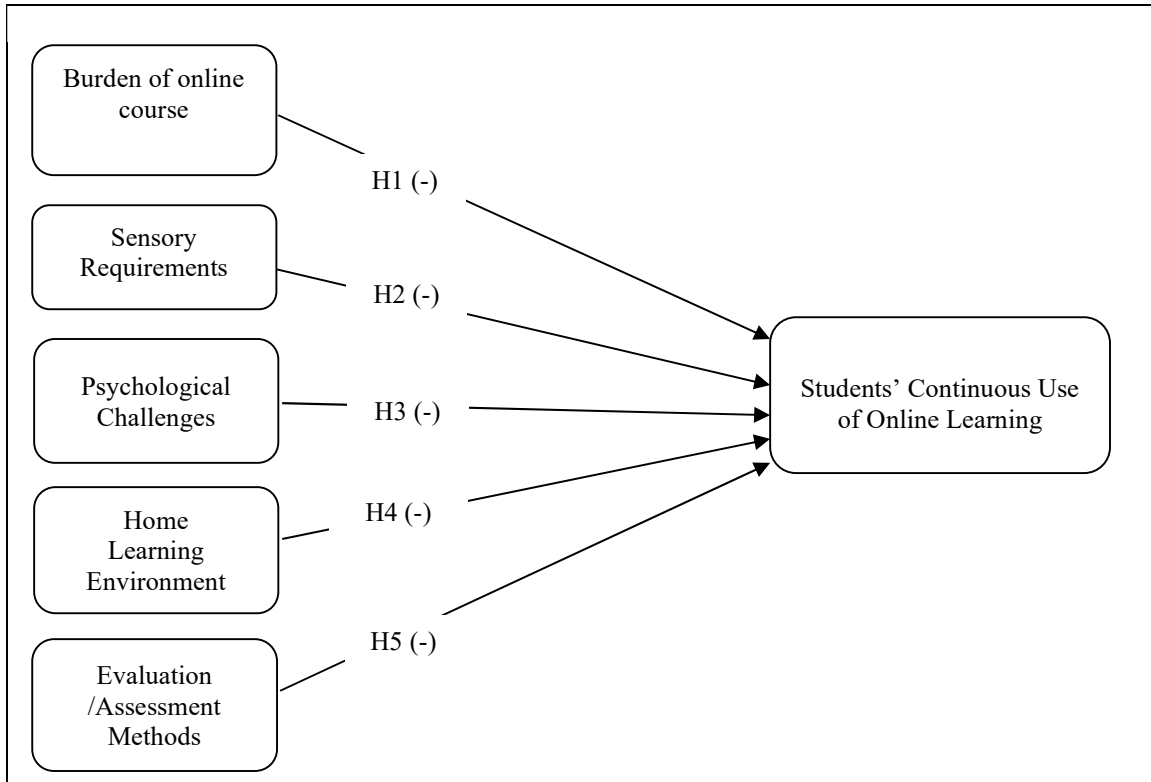 Burden of online
course
H1 (-)
Sensory
Requirements
H2 (-)
Psychological
Challenges
H3 (-)
Home
Learning
Environment
H4 (-)
Evaluation
/Assessment
Methods
H5 (-)
Students’ Continuous Use
of Online Learning